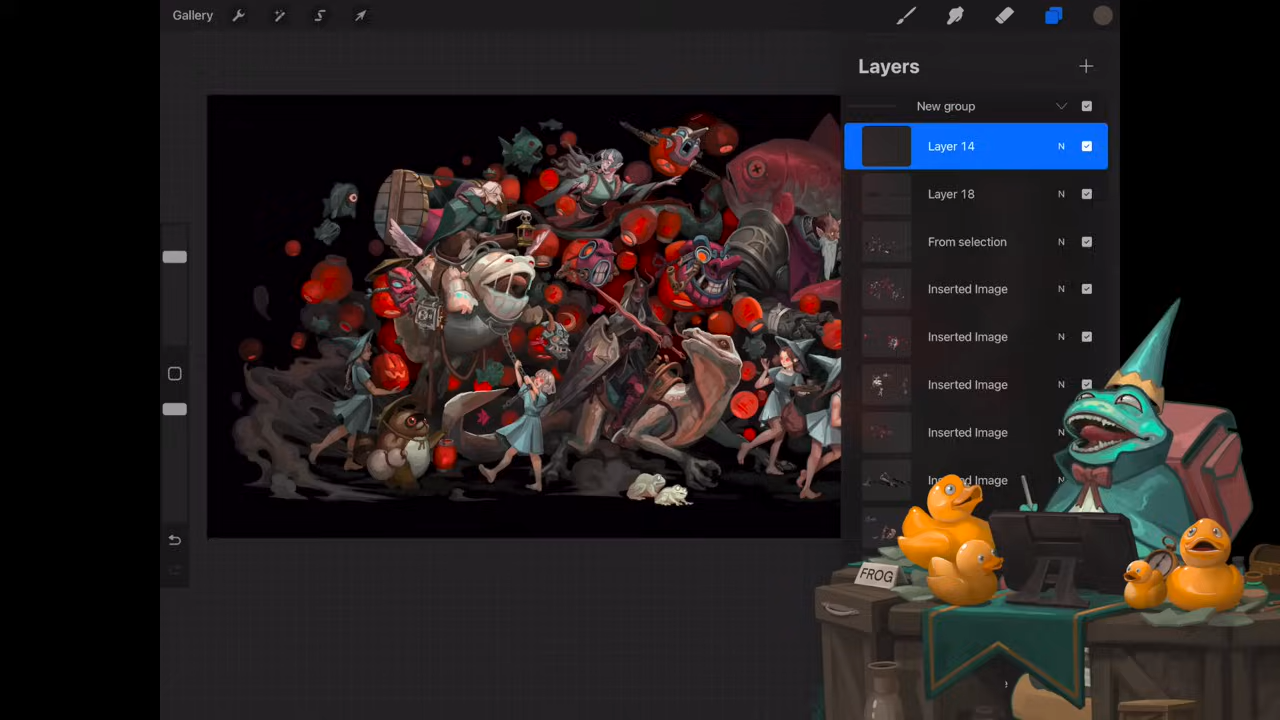 Gallery
Layers
New group
Layer 14 N
Layer 18 N
From selection N
Inserted Image N
Inserted Image N
Inserted Image N
Inserted Image N
Inserted Image N
FROG